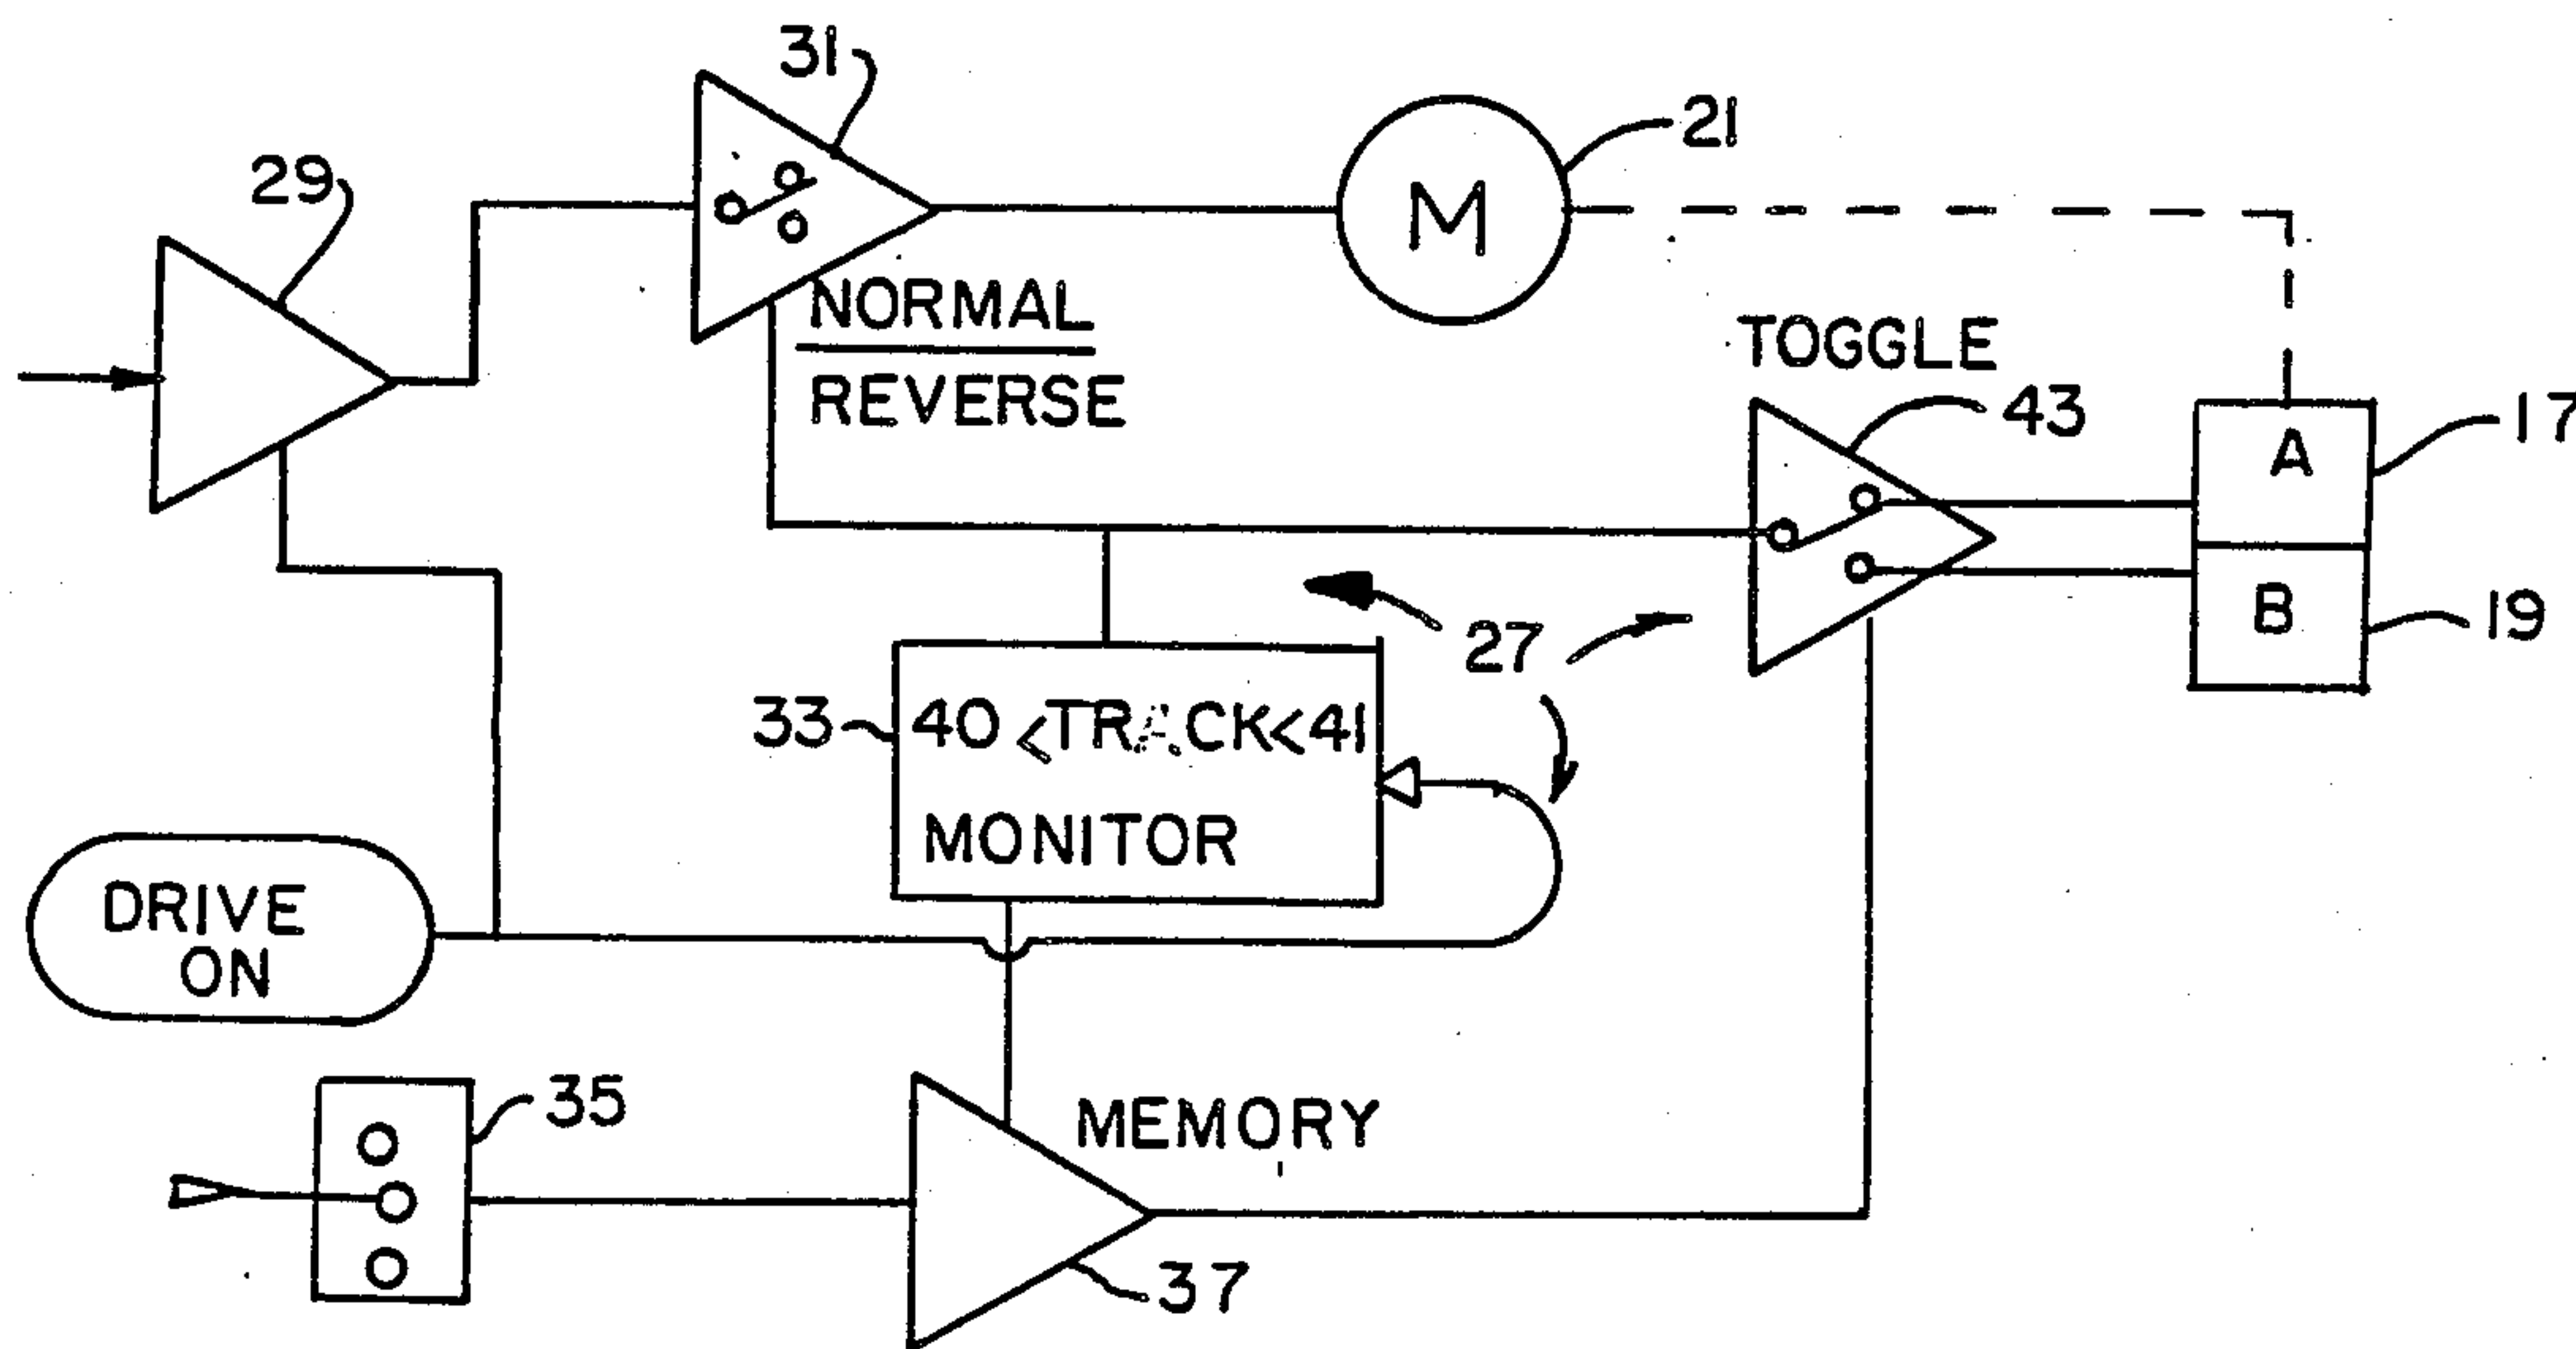 31
21
29
M
NORMAL
REVERSE
TOGGLE
43
17
A
B
19
27
33
40 <TRACK<41
MONITOR
DRIVE
ON
35
MEMORY
37